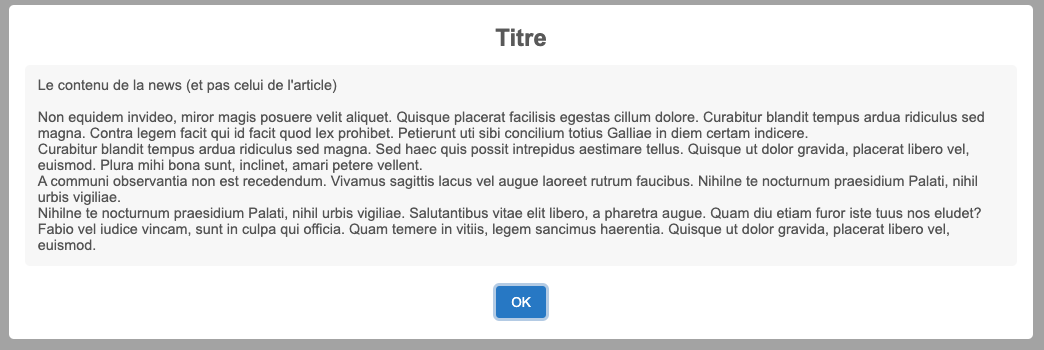 Titre
Le contenu de la news (et pas celui de l'article)
Non equidem invideo, miror magis posuere velit aliquet. Quisque placerat facilisis egestas cillum dolore. Curabitur blandit tempus ardua ridiculus sed
magna. Contra legem facit qui id facit quod lex prohibet. Petierunt uti sibi concilium totius Galliae in diem certam indicere.
Curabitur blandit tempus ardua ridiculus sed magna. Sed haec quis possit intrepidus aestimare tellus. Quisque ut dolor gravida, placerat libero vel,
euismod. Plura mihi bona sunt, inclinet, amari petere vellent.
A communi observantia non est recedendum. Vivamus sagittis lacus vel augue laoreet rutrum faucibus. Nihilne te nocturnum praesidium Palati, nihil
urbis vigiliae.
Nihilne te nocturnum praesidium Palati, nihil urbis vigiliae. Salutantibus vitae elit libero, a pharetra augue. Quam diu etiam furor iste tuus nos eludet?
Fabio vel iudice vincam, sunt in culpa qui officia. Quam temere in vitiis, legem sancimus haerentia. Quisque ut dolor gravida, placerat libero vel,
euismod.
OK